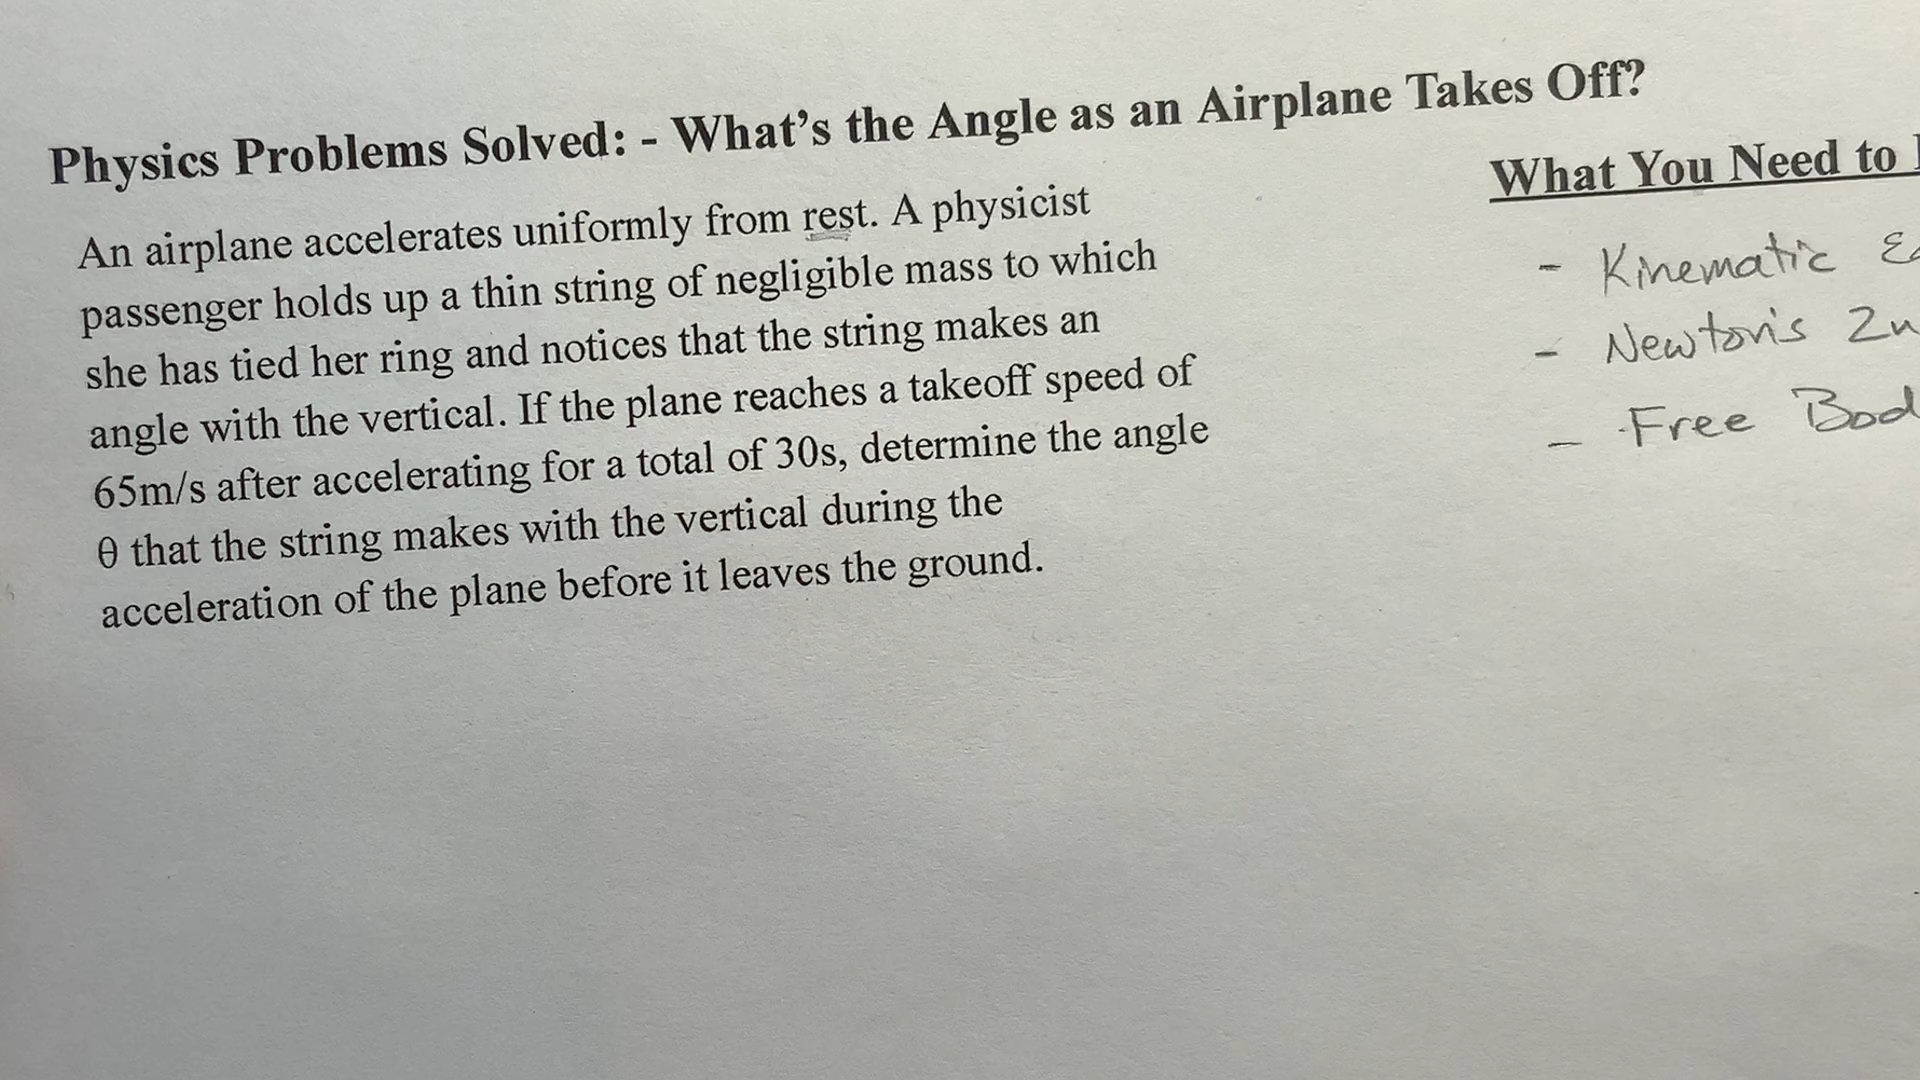 Physics Problems Solved: - What's the Angle as an Airplane Takes Off?
What You Need to
An airplane accelerates uniformly from rest. A physicist
passenger holds up a thin string of negligible mass to which
she has tied her ring and notices that the string makes an
angle with the vertical. If the plane reaches a takeoff speed of
65m/s after accelerating for a total of 30s, determine the angle
θ that the string makes with the vertical during the
acceleration of the plane before it leaves the ground.
- Kinematic
- Newton's 2n
- Free Bod